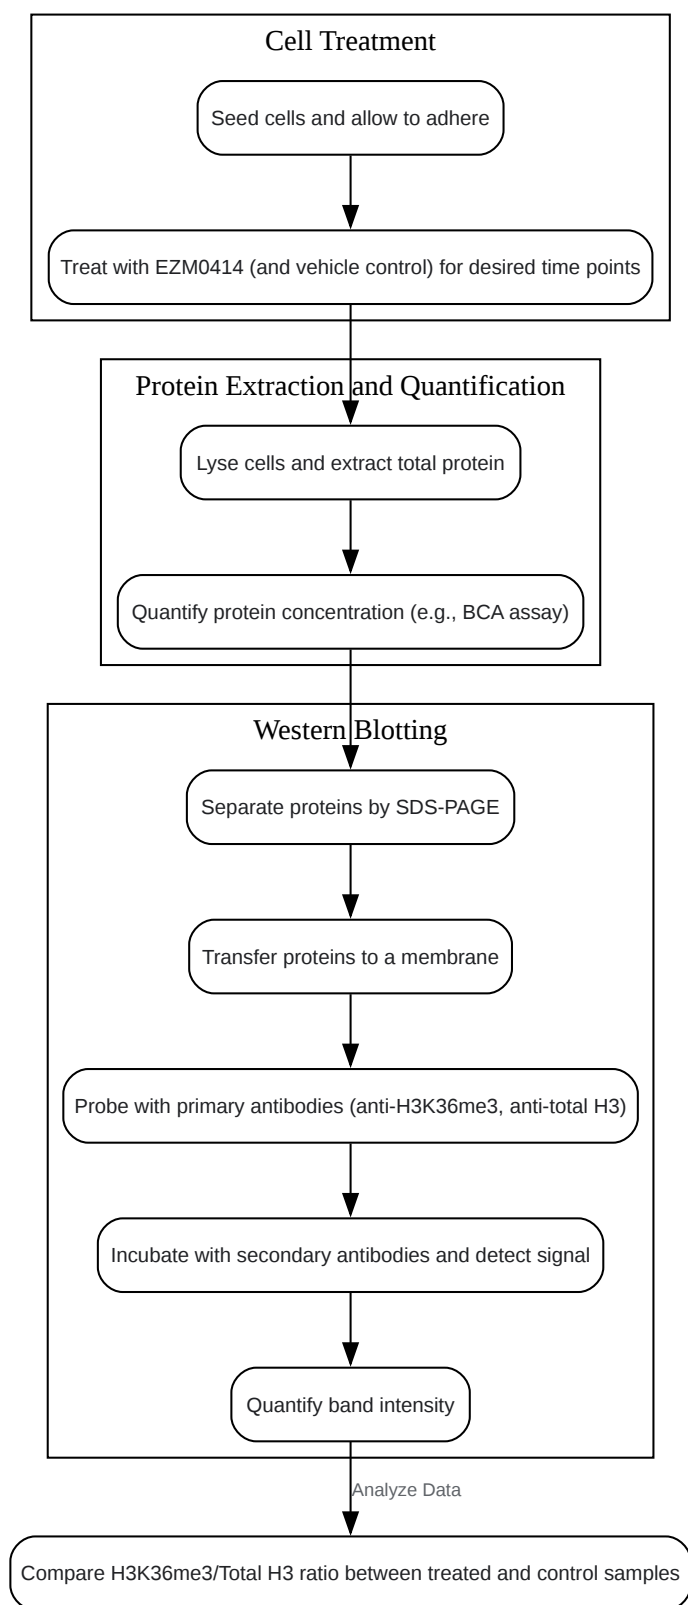 Cell Treatment
Seed cells and allow to adhere
Treat with EZM0414 (and vehicle control) for desired time points
Protein Extraction and Quantification
Lyse cells and extract total protein
Quantify protein concentration (e.g., BCA assay)
Western Blotting
Separate proteins by SDS-PAGE
Transfer proteins to a membrane
Probe with primary antibodies (anti-H3K36me3, anti-total H3)
Incubate with secondary antibodies and detect signal
Quantify band intensity
Analyze Data
Compare H3K36me3/Total H3 ratio between treated and control samples